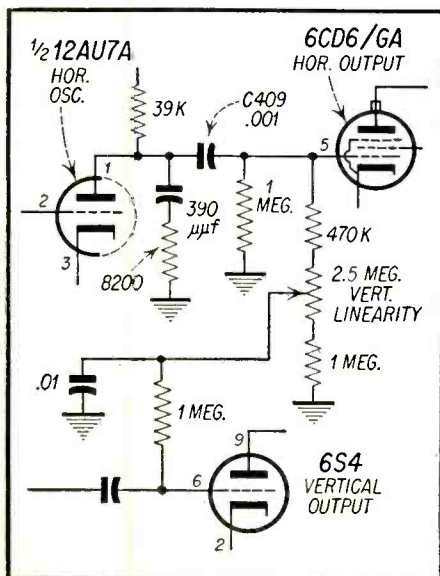 ½ 12AU7A
HOR.
OSC.
39K
C409
.001
6CD6/GA
HOR. OUTPUT
1
2
3
390
μμf
8200
1
MEG.
5
470 K
2.5 MEG.
VERT.
LINEARITY
1 MEG.
.01
1 MEG.
9
6
2
6S4
VERTICAL
OUTPUT